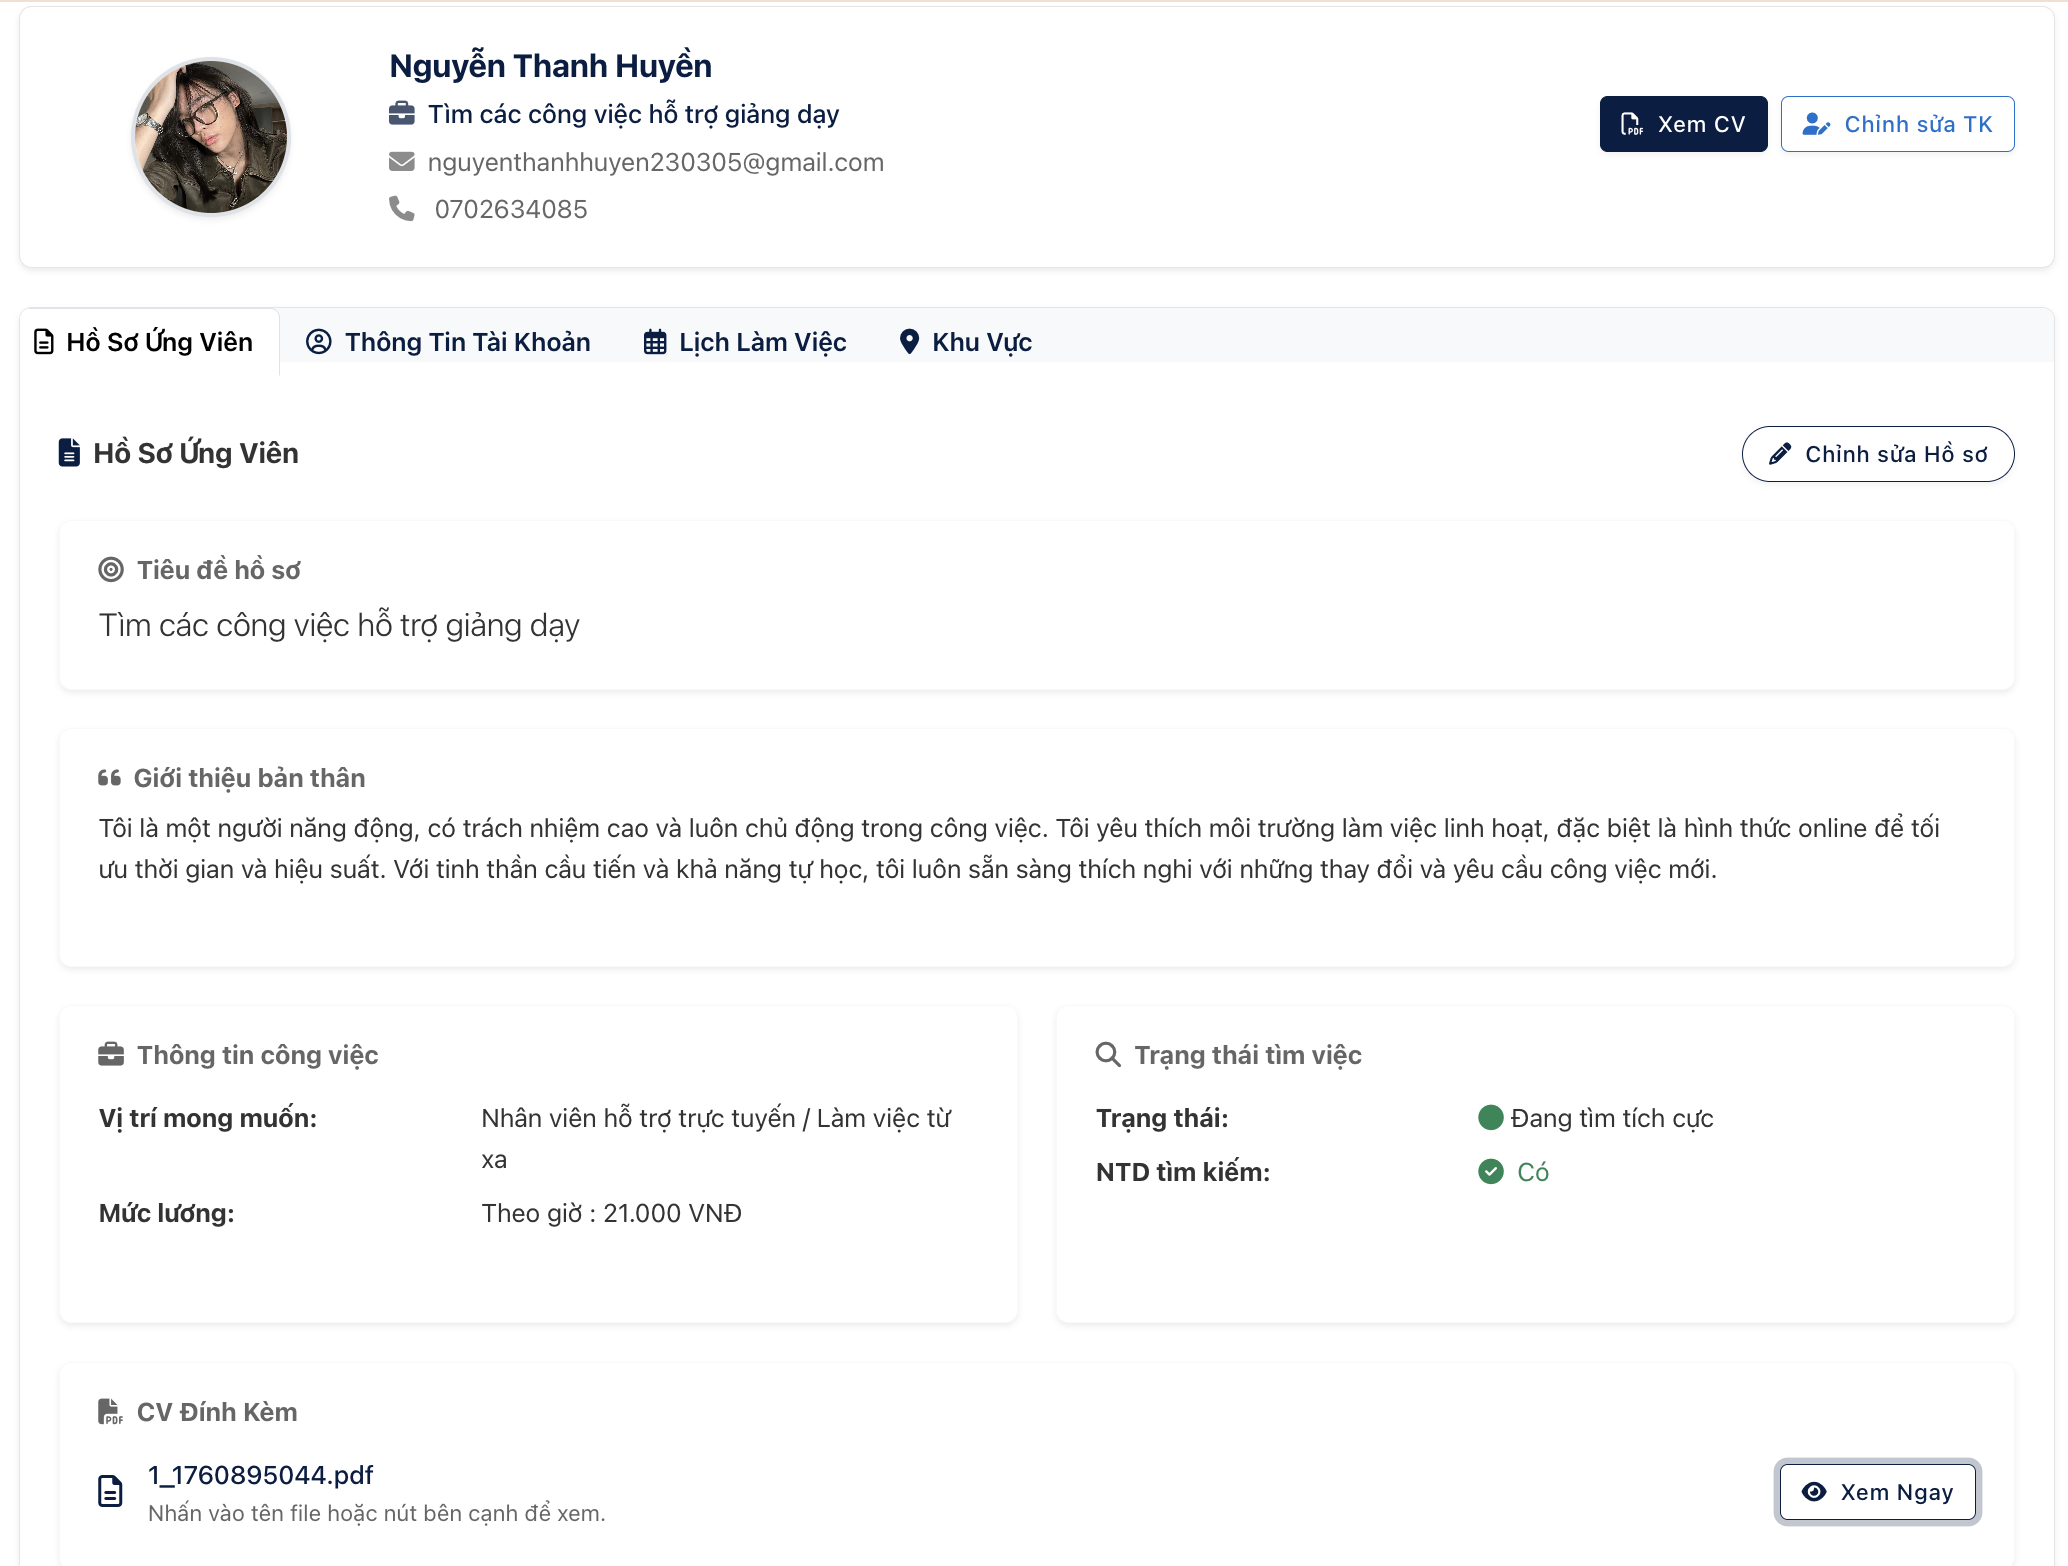 Nguyễn Thanh Huyền
Tìm các công việc hỗ trợ giảng dạy
nguyenthanhhuyen230305@gmail.com
0702634085
Xem CV
Chỉnh sửa TK
Hồ Sơ Ứng Viên
Thông Tin Tài Khoản
Lịch Làm Việc
Khu Vực
Hồ Sơ Ứng Viên
Chỉnh sửa Hồ sơ
Tiêu đề hồ sơ
Tìm các công việc hỗ trợ giảng dạy
Giới thiệu bản thân
Tôi là một người năng động, có trách nhiệm cao và luôn chủ động trong công việc. Tôi yêu thích môi trường làm việc linh hoạt, đặc biệt là hình thức online để tối
ưu thời gian và hiệu suất. Với tinh thần cầu tiến và khả năng tự học, tôi luôn sẵn sàng thích nghi với những thay đổi và yêu cầu công việc mới.
Thông tin công việc
Vị trí mong muốn: Nhân viên hỗ trợ trực tuyến / Làm việc từ
xa
Mức lương: Theo giờ : 21.000 VNĐ
Trạng thái tìm việc
Trạng thái: Đang tìm tích cực
NTD tìm kiếm: Có
PDF CV Đính Kèm
1_1760895044.pdf
Nhấn vào tên file hoặc nút bên cạnh để xem.
Xem Ngay